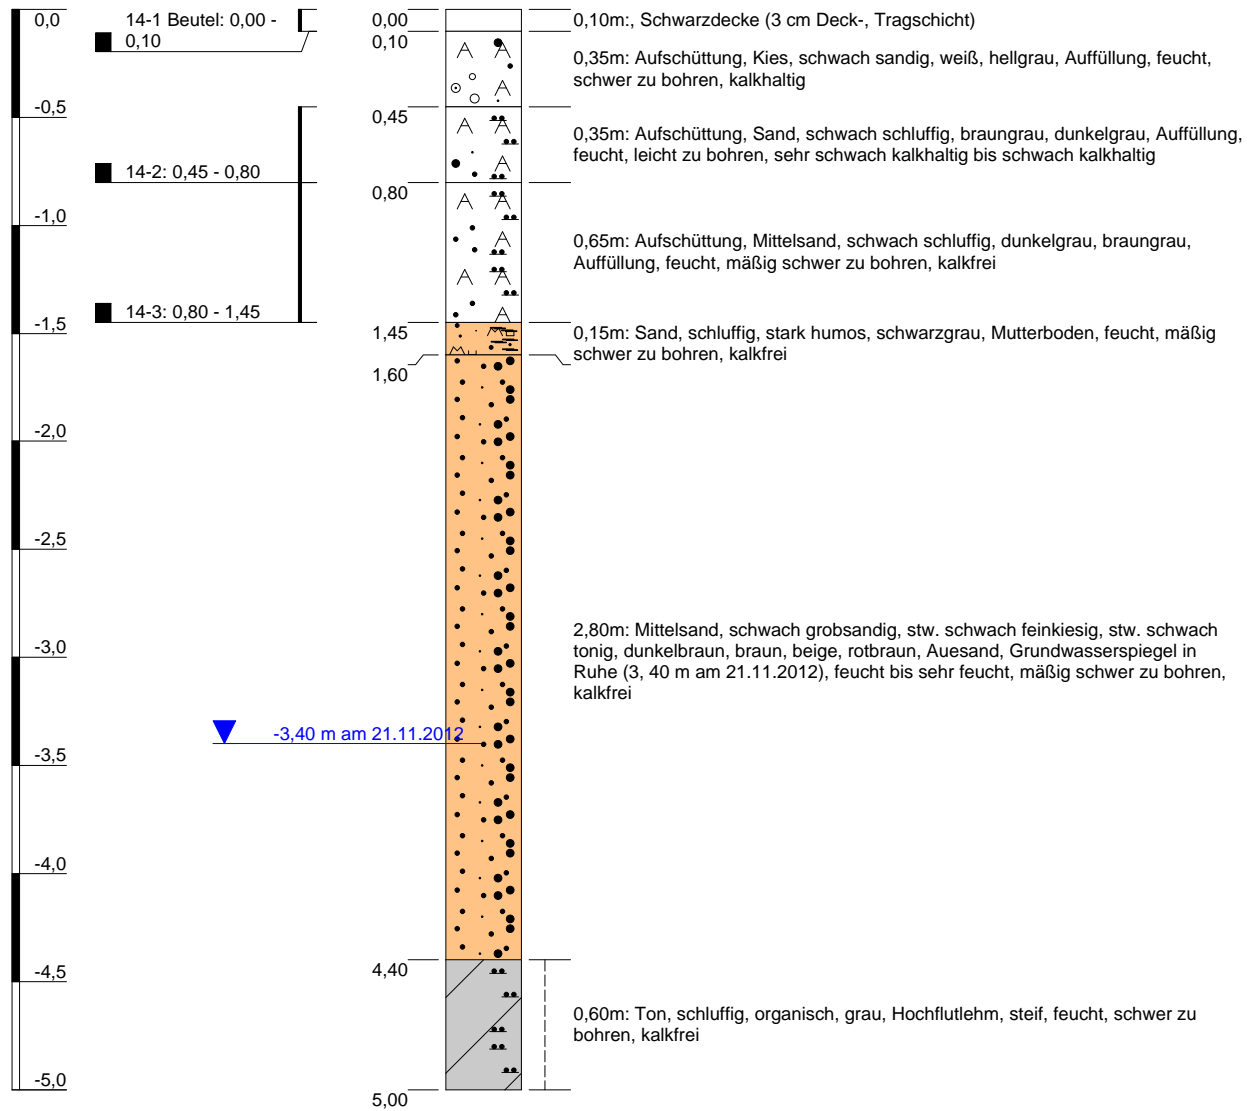 0,0
-0,5
-1,0
-1,5
-2,0
-2,5
-3,0
-3,5
-4,0
-4,5
-5,0
14-1 Beutel: 0,00 -
0,10
14-2: 0,45 - 0,80
14-3: 0,80 - 1,45
-3,40 m am 21.11.2012
0,00
0,10
0,45
0,80
1,45
1,60
4,40
5,00
0,10m:, Schwarzdecke (3 cm Deck-, Tragschicht)
0,35m: Aufschüttung, Kies, schwach sandig, weiß, hellgrau, Auffüllung, feucht,
schwer zu bohren, kalkhaltig
0,35m: Aufschüttung, Sand, schwach schluffig, braungrau, dunkelgrau, Auffüllung,
feucht, leicht zu bohren, sehr schwach kalkhaltig bis schwach kalkhaltig
0,65m: Aufschüttung, Mittelsand, schwach schluffig, dunkelgrau, braungrau,
Auffüllung, feucht, mäßig schwer zu bohren, kalkfrei
0,15m: Sand, schluffig, stark humos, schwarzgrau, Mutterboden, feucht, mäßig
schwer zu bohren, kalkfrei
2,80m: Mittelsand, schwach grobsandig, stw. schwach feinkiesig, stw. schwach
tonig, dunkelbraun, braun, beige, rotbraun, Auesand, Grundwasserspiegel in
Ruhe (3, 40 m am 21.11.2012), feucht bis sehr feucht, mäßig schwer zu bohren,
kalkfrei
0,60m: Ton, schluffig, organisch, grau, Hochflutlehm, steif, feucht, schwer zu
bohren, kalkfrei